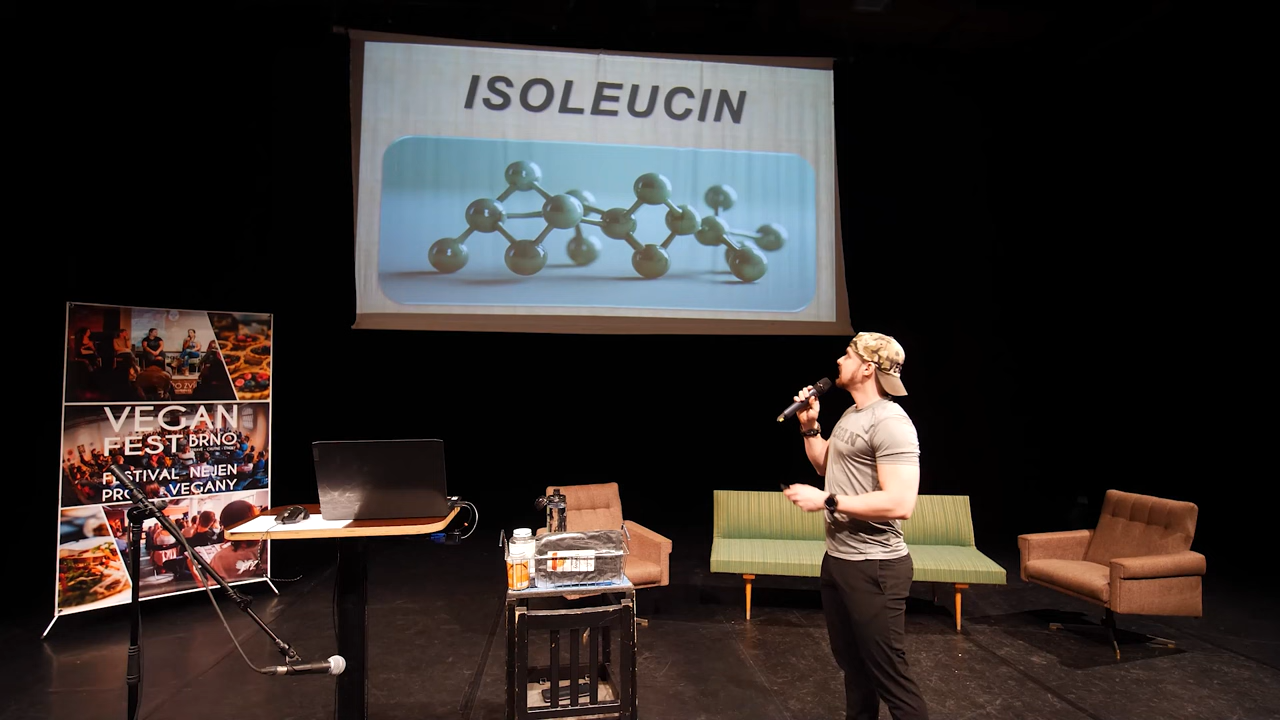 ISOLEUCIN
VEGAN
FEST BRNO
FESTIVAL NEJEN
PRO VEGANY